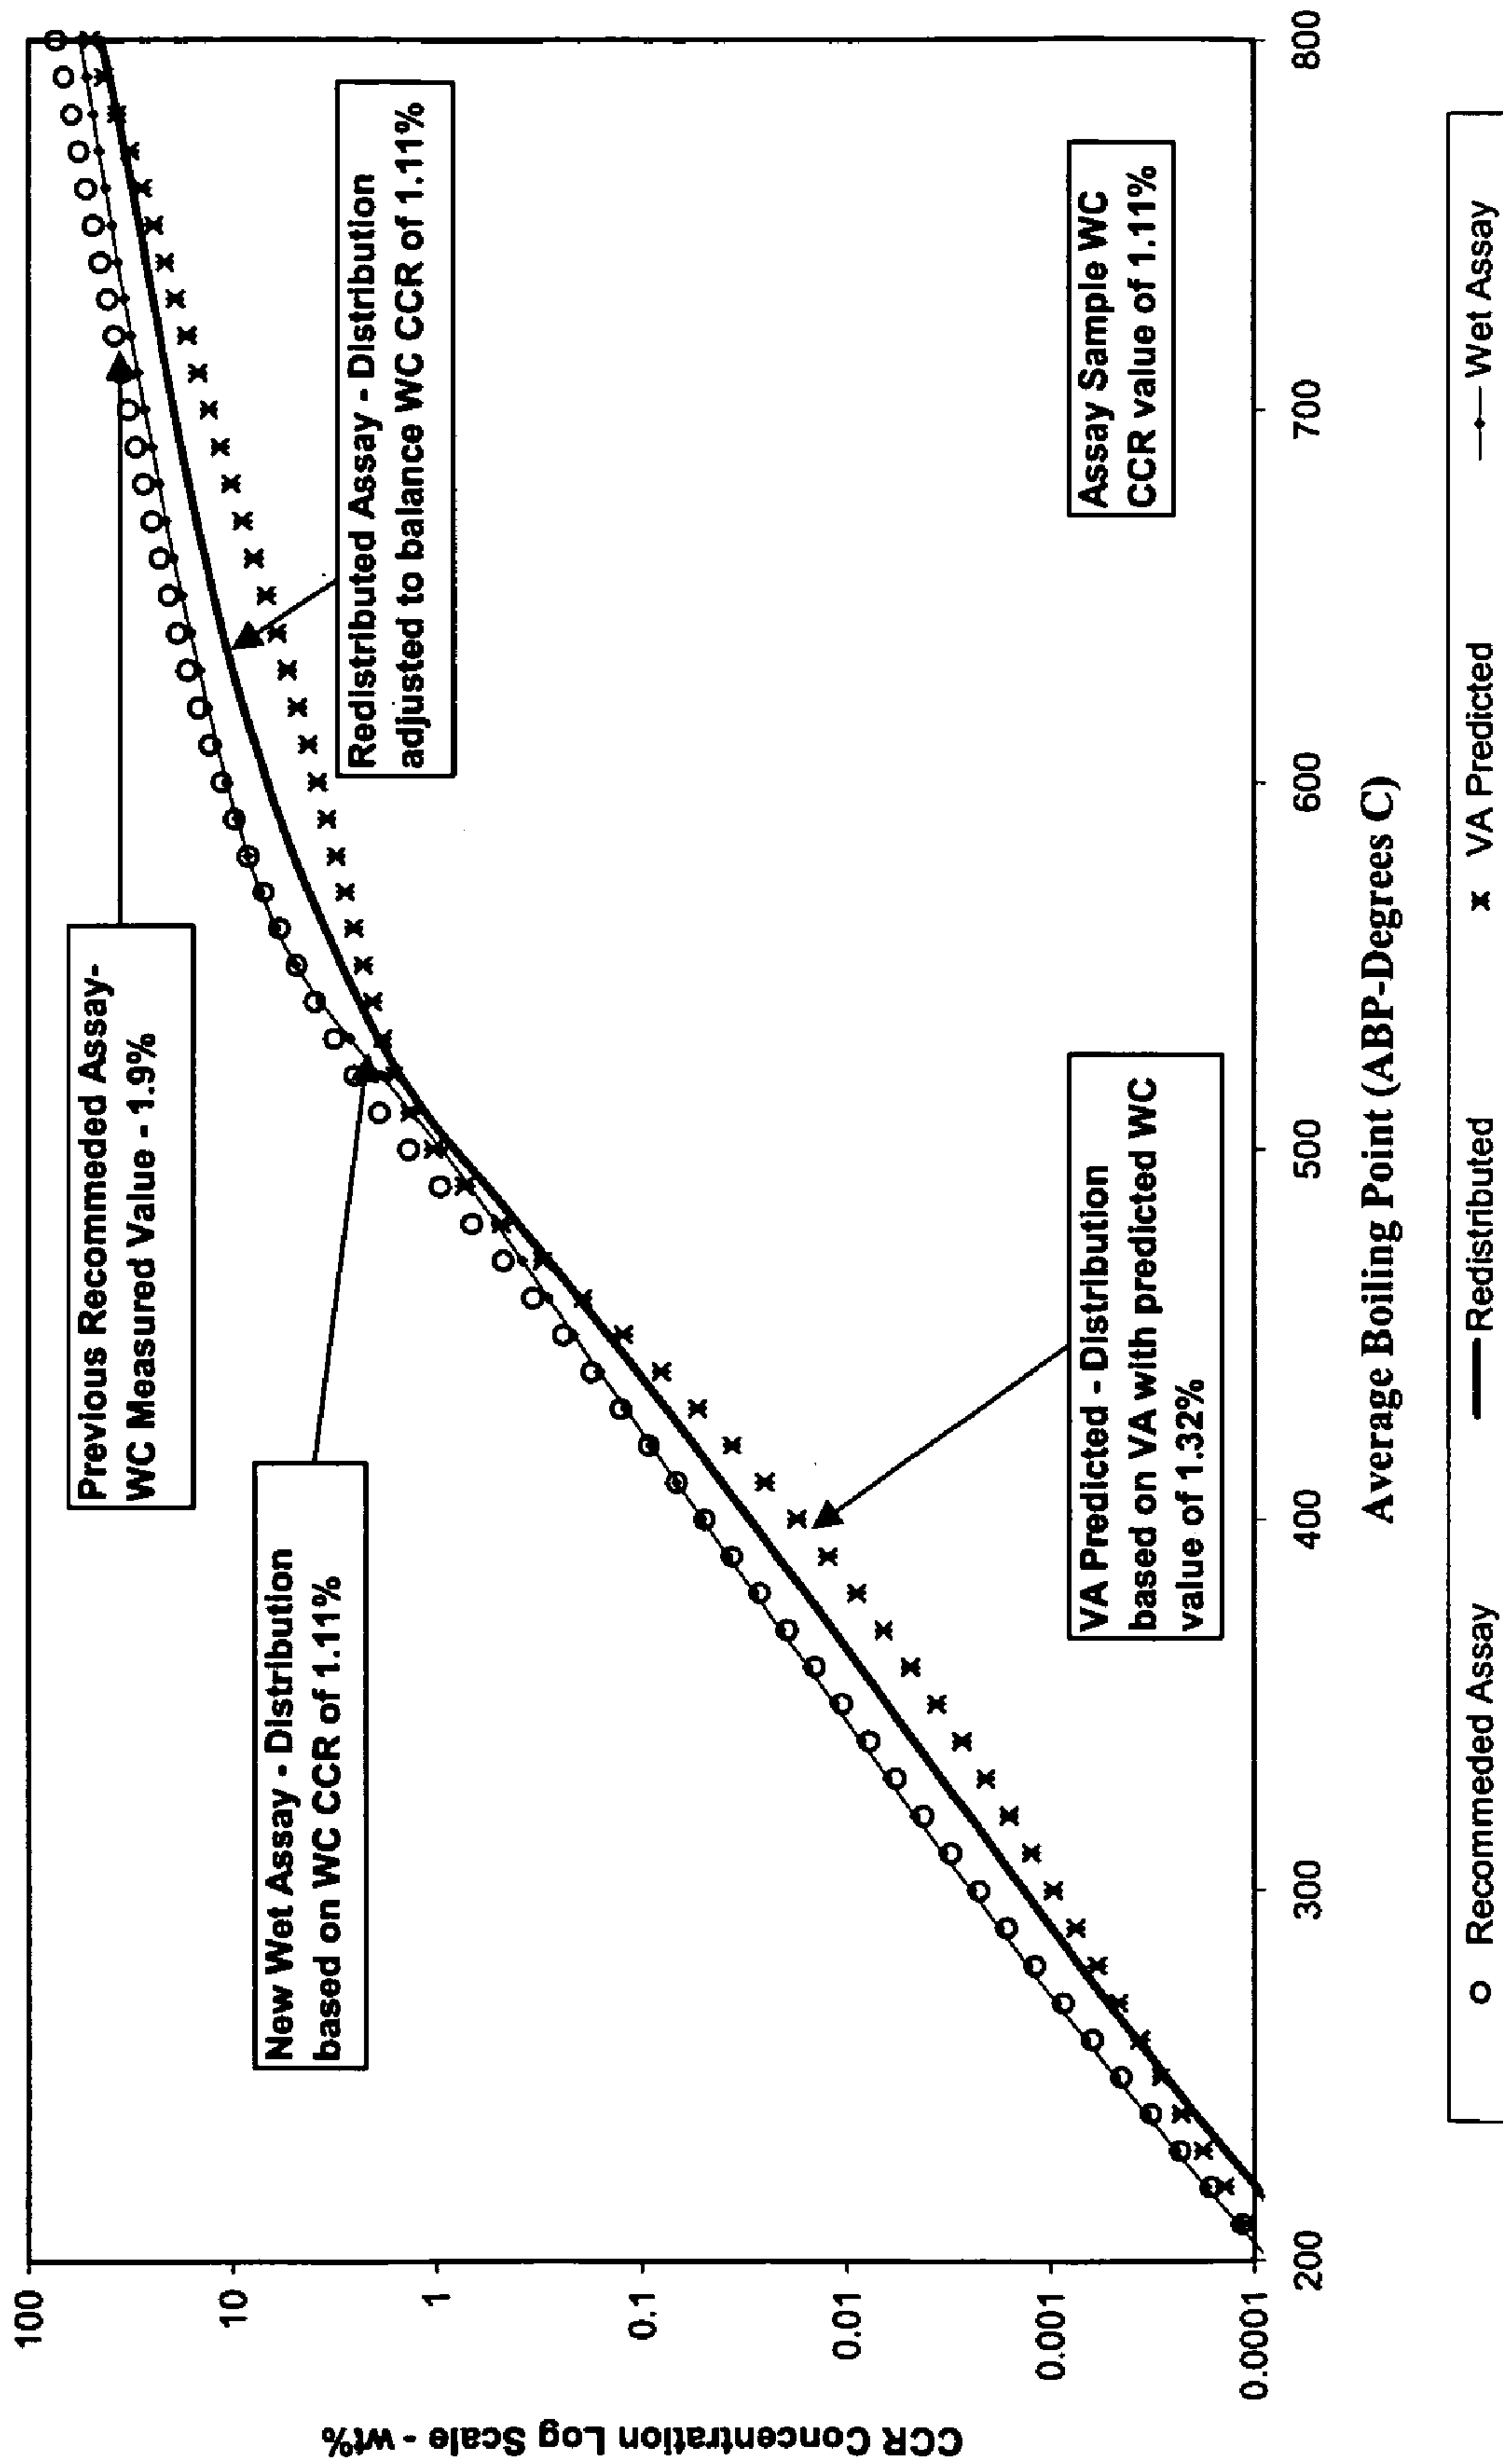 CCR Concentration Log Scale - wt%
100
10
1
0.1
0.01
0.001
0.0001
Previous Recommeded Assay-
WC Measured Value - 1.9%
New Wet Assay - Distribution
based on WC CCR of 1.11%
Redistributed Assay - Distribution
adjusted to balance WC CCR of 1.11%
VA Predicted - Distribution
based on VA with predicted WC
value of 1.32%
Assay Sample WC
CCR value of 1.11%
200
300
400
500
600
700
800
Average Boiling Point (ABP-Degrees C)
Recommeded Assay
Redistributed
VA Predicted
Wet Assay